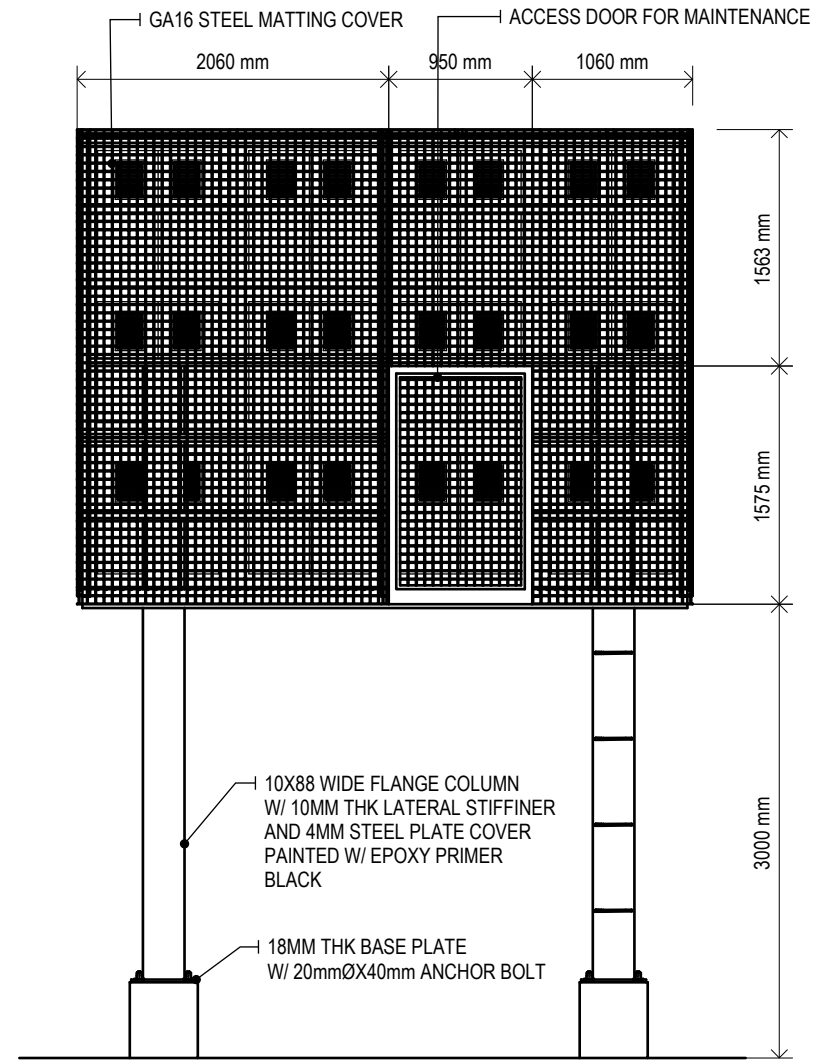 GA16 STEEL MATTING COVER
ACCESS DOOR FOR MAINTENANCE
2060 mm
950 mm
1060 mm
1563 mm
1575 mm
3000 mm
10X88 WIDE FLANGE COLUMN
W/ 10MM THK LATERAL STIFFINER
AND 4MM STEEL PLATE COVER
PAINTED W/ EPOXY PRIMER
BLACK
18MM THK BASE PLATE
W/ 20mmØX40mm ANCHOR BOLT